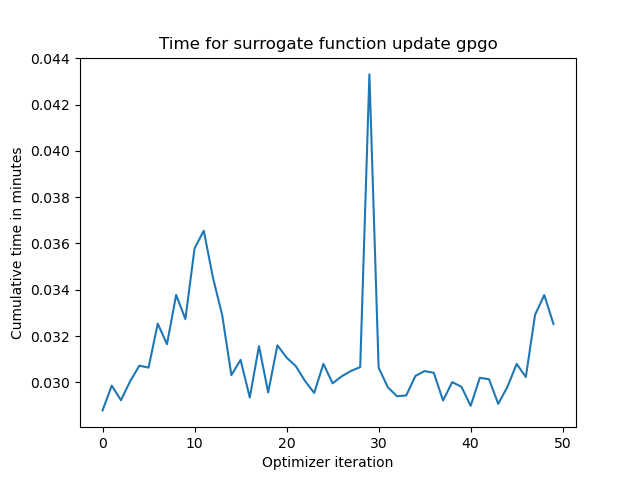 Time for surrogate function update gpgo
0.044
0.042
0.040
0.038
0.036
0.034
0.032
0.030
Cumulative time in minutes
0 10 20 30 40 50
Optimizer iteration